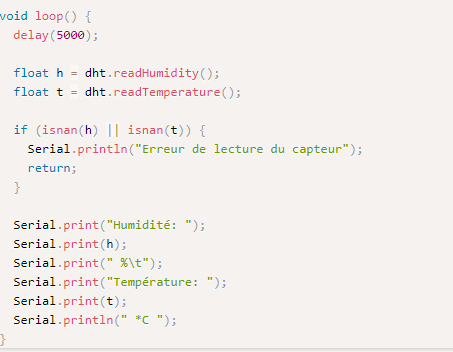 void loop() {
  delay(5000);

  float h = dht.readHumidity();
  float t = dht.readTemperature();

  if (isnan(h) || isnan(t)) {
    Serial.println("Erreur de lecture du capteur");
    return;
  }

  Serial.print("Humidité: ");
  Serial.print(h);
  Serial.print(" %\t");
  Serial.print("Température: ");
  Serial.print(t);
  Serial.println(" *C ");
}